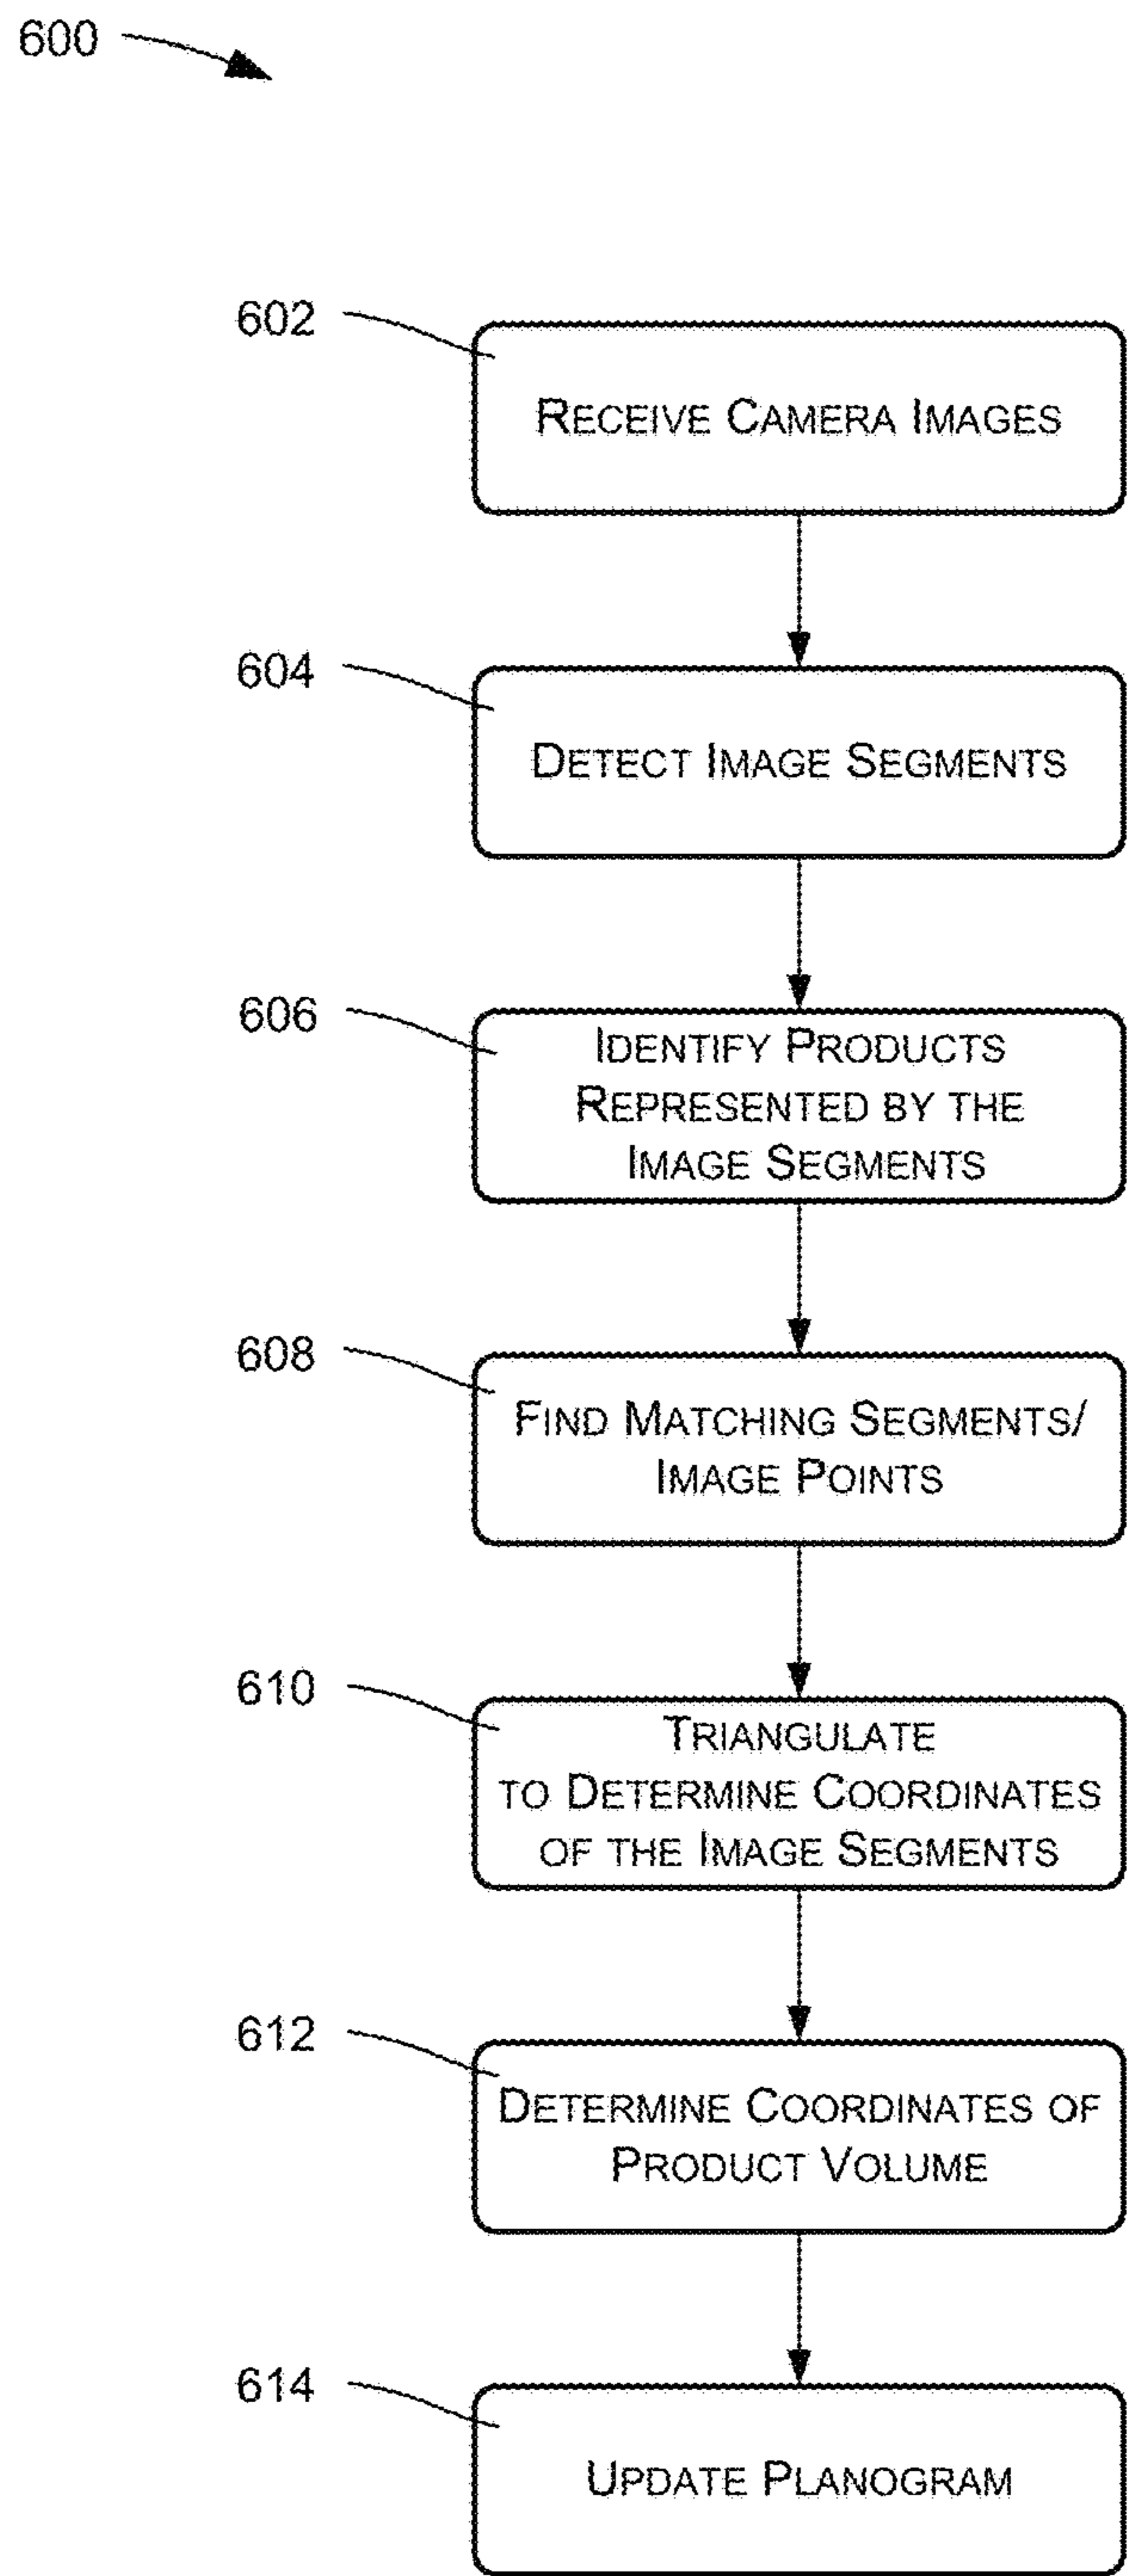 600
602
RECEIVE CAMERA IMAGES
604
DETECT IMAGE SEGMENTS
606
IDENTIFY PRODUCTS
REPRESENTED BY THE
IMAGE SEGMENTS
608
FIND MATCHING SEGMENTS/
IMAGE POINTS
610
TRIANGULATE
TO DETERMINE COORDINATES
OF THE IMAGE SEGMENTS
612
DETERMINE COORDINATES OF
PRODUCT VOLUME
614
UPDATE PLANOGRAM